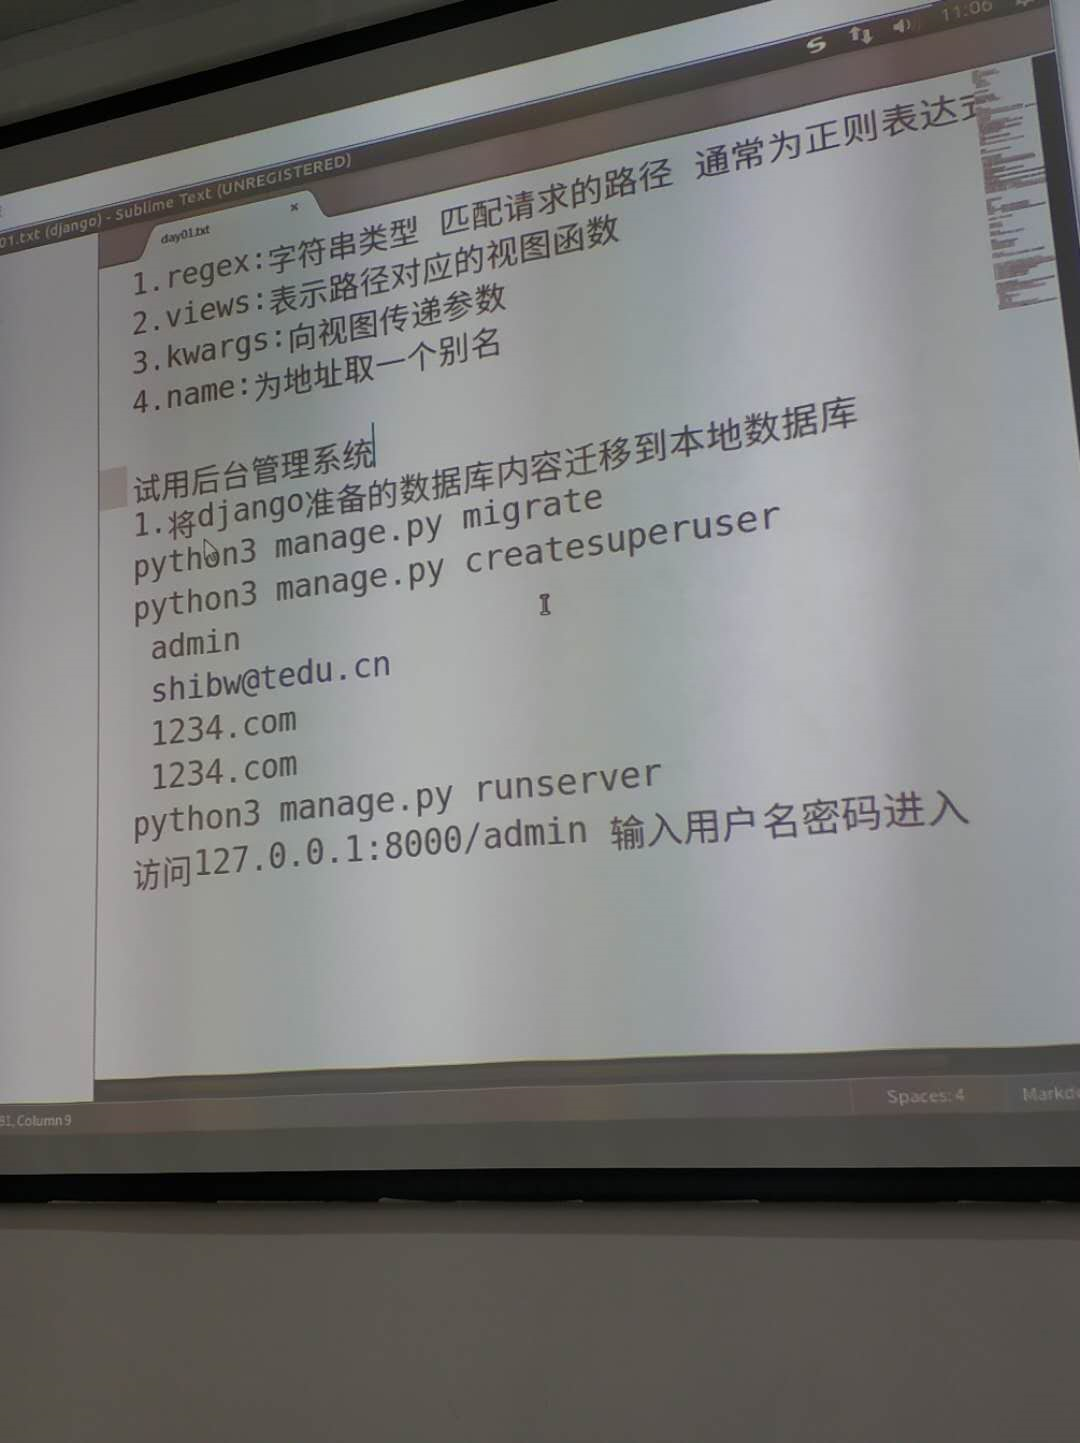 11:06
01.txt (django) - Sublime Text (UNREGISTERED)
day01.txt
1.regex:字符串类型 匹配请求的路径 通常为正则表达式
2.views:表示路径对应的视图函数
3.kwargs:向视图传递参数
4.name:为地址取一个别名
试用后台管理系统
1.将django准备的数据库内容迁移到本地数据库
python3 manage.py migrate
python3 manage.py createsuperuser
admin
shibw@tedu.cn
1234.com
1234.com
python3 manage.py runserver
访问127.0.0.1:8000/admin 输入用户名密码进入
81, Column 9
Spaces: 4